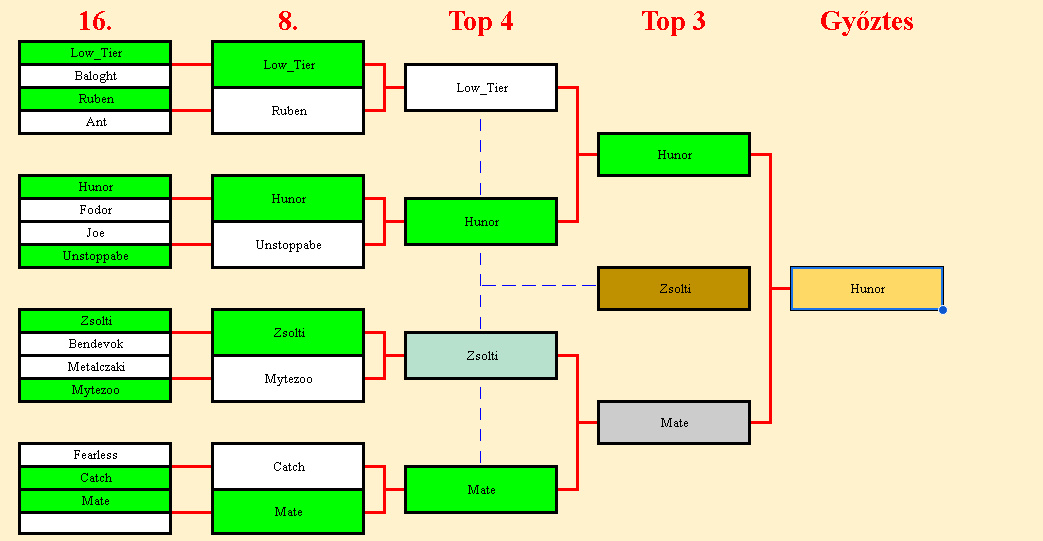 16.
8.
Top 4
Top 3
Győztes
Low_Tier
Baloght
Ruben
Ant
Hunor
Fodor
Joe
Unstoppabe
Zsolti
Bendevok
Metalczaki
Mytezoo
Fearless
Catch
Mate
Low_Tier
Ruben
Hunor
Unstoppabe
Zsolti
Mytezoo
Catch
Mate
Low_Tier
Hunor
Zsolti
Mate
Hunor
Zsolti
Mate
Hunor